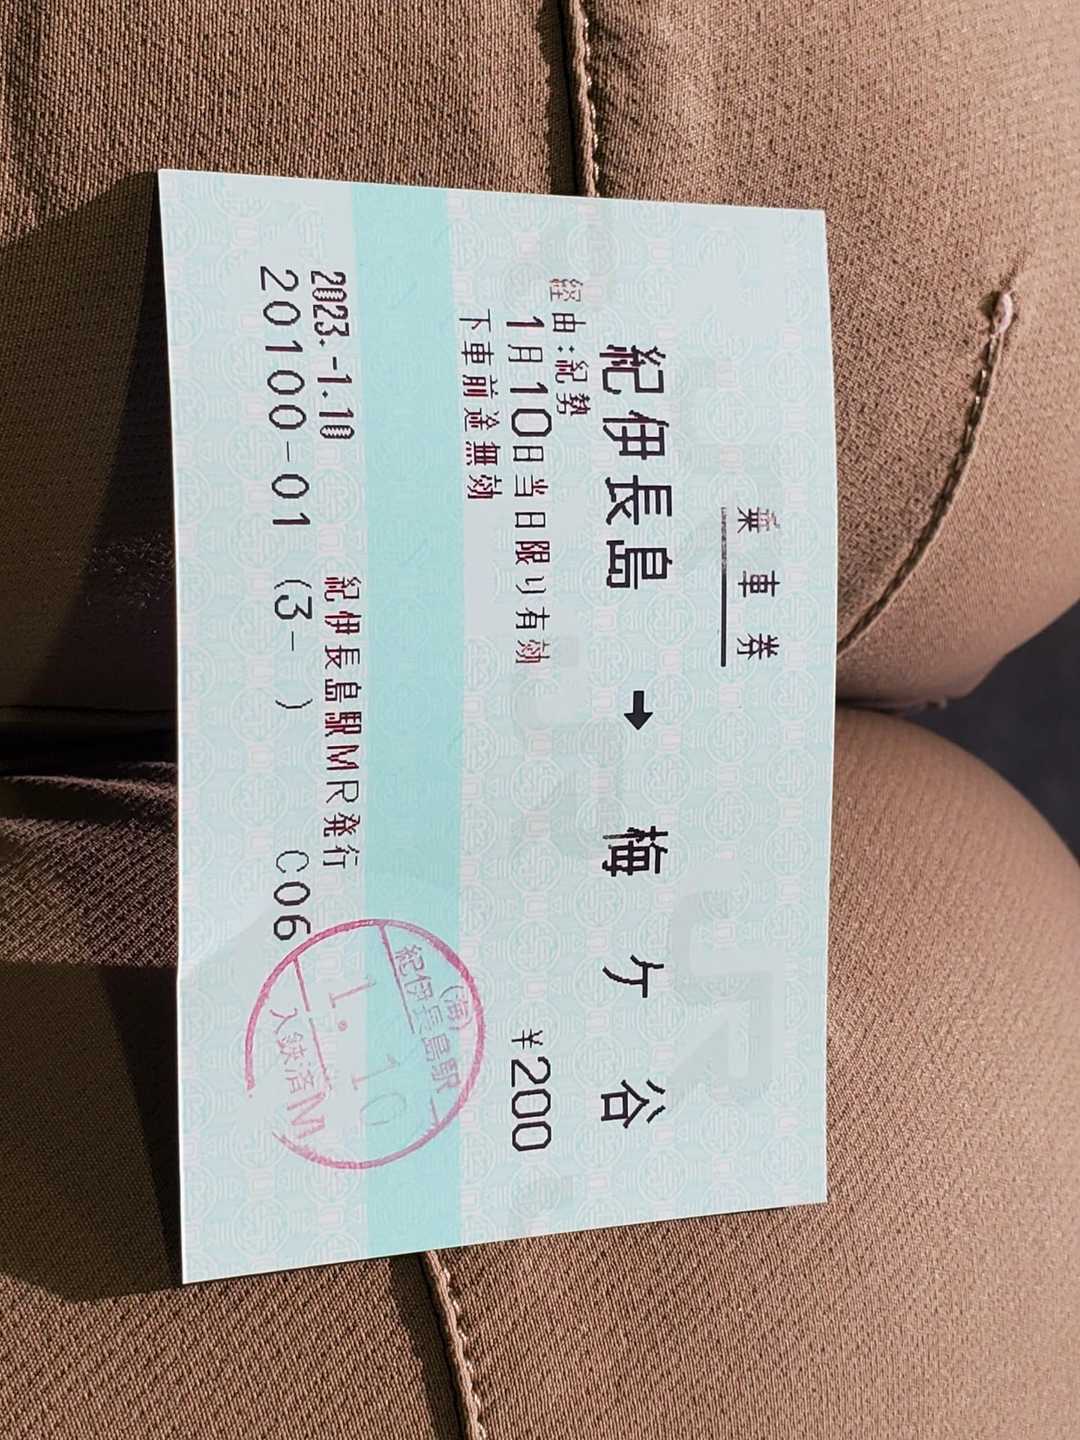 乗車券
紀伊長島 → 梅ケ谷
経由:紀勢
1月10日当日限り有効 ¥200
下車前途無効
2023.-1.10 紀伊長島駅MR発行
20100-01 (3- ) C06
(海)
紀伊長島駅
1.10
入鋏済M